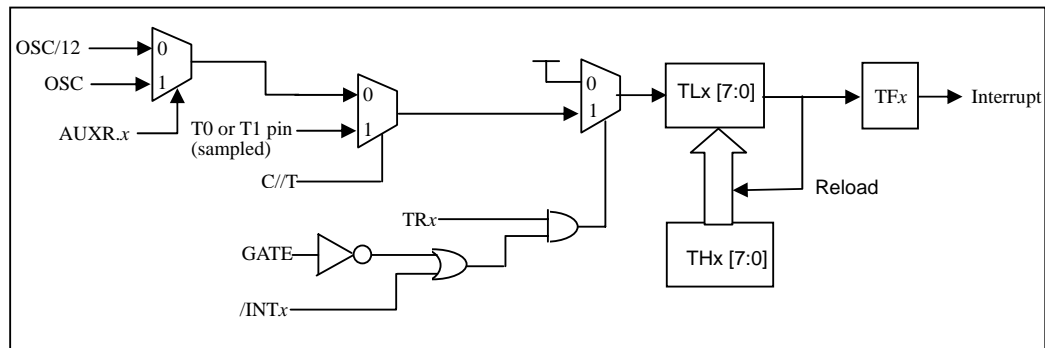 OSC/12
0
OSC
1
AUXR.x
0
T0 or T1 pin
1
(sampled)
C//T
0
1
TLx [7:0]
TFx
Interrupt
Reload
TRx
THx [7:0]
GATE
/INTx